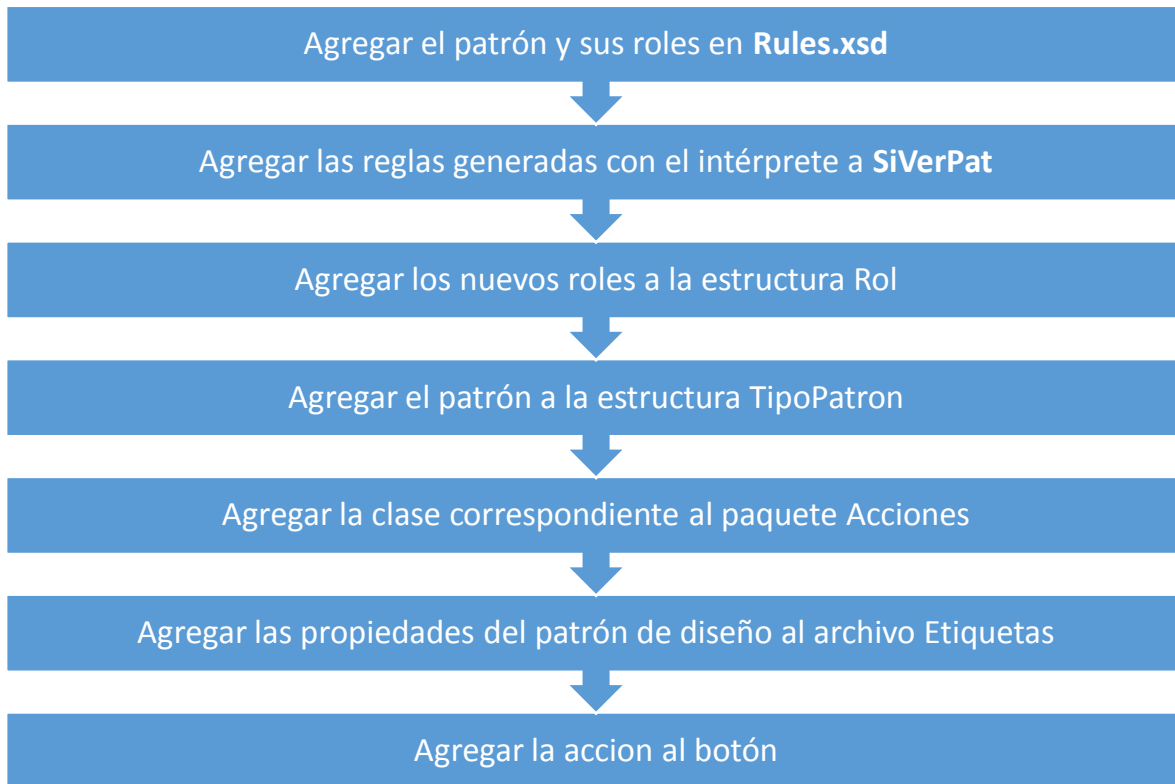 Agregar el patrón y sus roles en Rules.xsd
Agregar las reglas generadas con el intérprete a SiVerPat
Agregar los nuevos roles a la estructura Rol
Agregar el patrón a la estructura TipoPatron
Agregar la clase correspondiente al paquete Acciones
Agregar las propiedades del patrón de diseño al archivo Etiquetas
Agregar la accion al botón